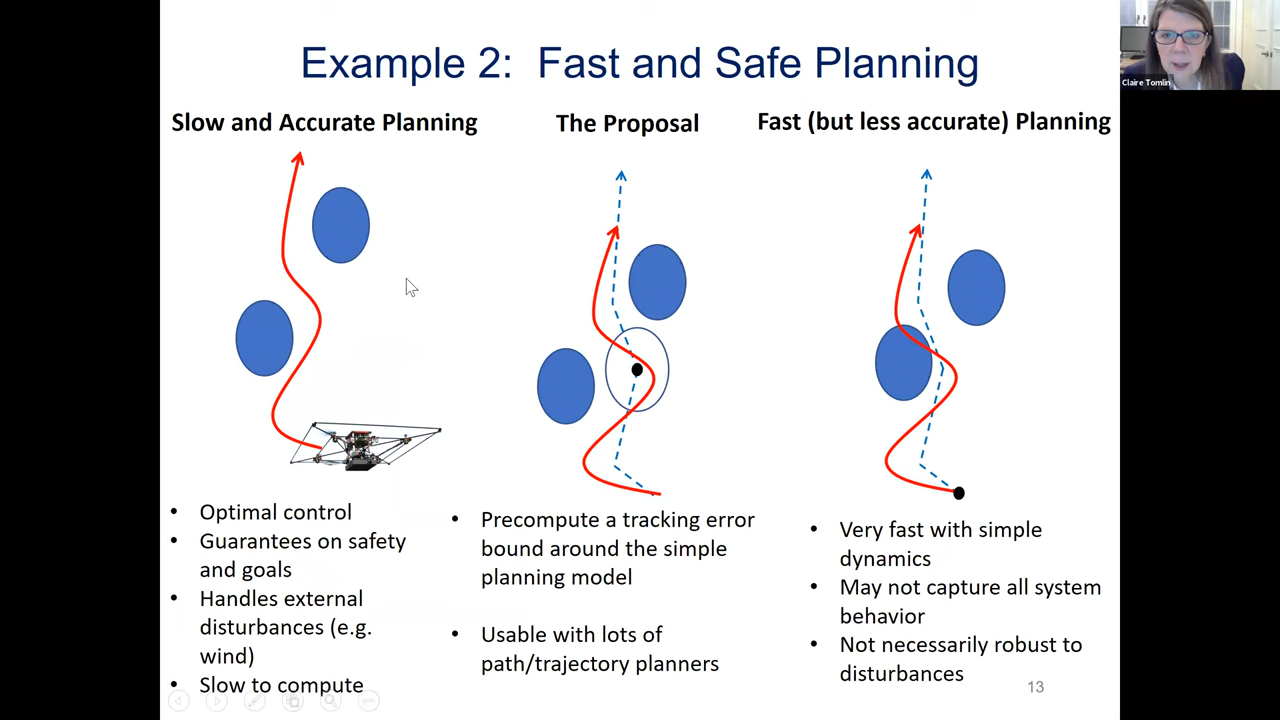 Example 2: Fast and Safe Planning
Slow and Accurate Planning
The Proposal
Fast (but less accurate) Planning
• Optimal control
• Guarantees on safety
and goals
• Handles external
disturbances (e.g.
wind)
• Slow to compute
• Precompute a tracking error
bound around the simple
planning model
• Usable with lots of
path/trajectory planners
• Very fast with simple
dynamics
• May not capture all system
behavior
• Not necessarily robust to
disturbances
13
Claire Tomlin